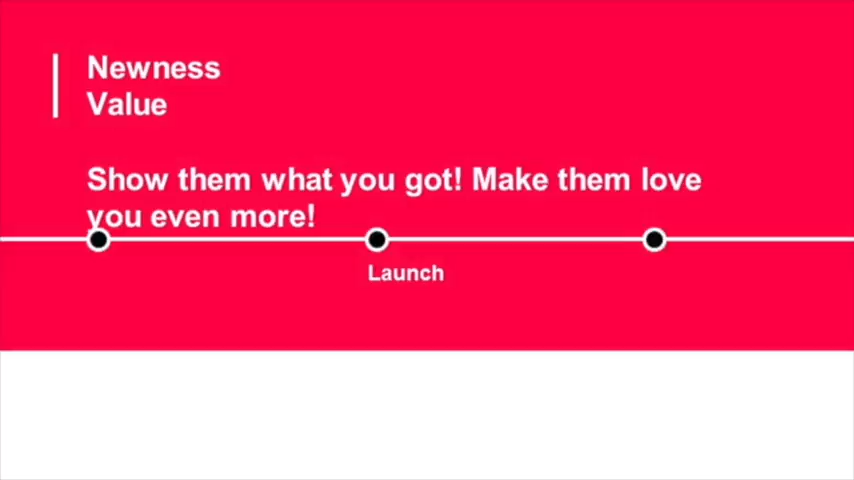 Newness
Value
Show them what you got! Make them love
you even more!
Launch